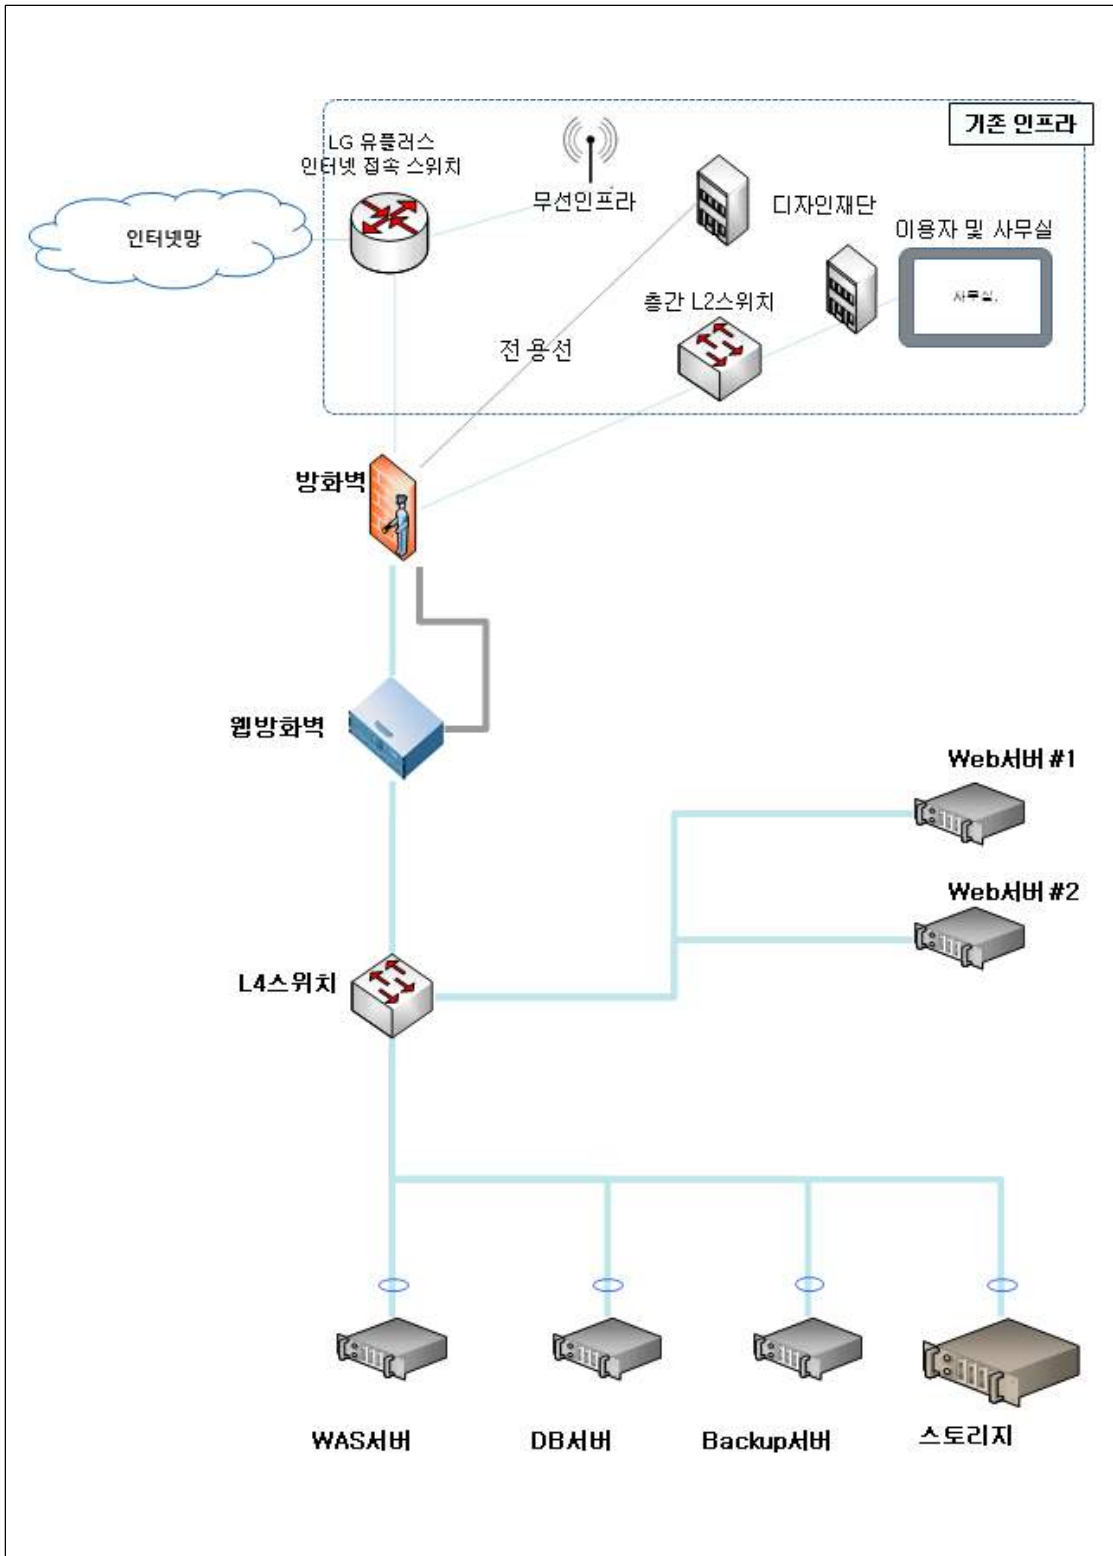 기존 인프라
LG 유플러스
인터넷 접속 스위치
무선인프라
디자인재단
이용자 및 사무실
인터넷망
사무실.
층간 L2스위치
전용선
방화벽
웹방화벽
Web서버 #1
Web서버 #2
L4스위치
WAS서버
DB서버
Backup서버
스토리지